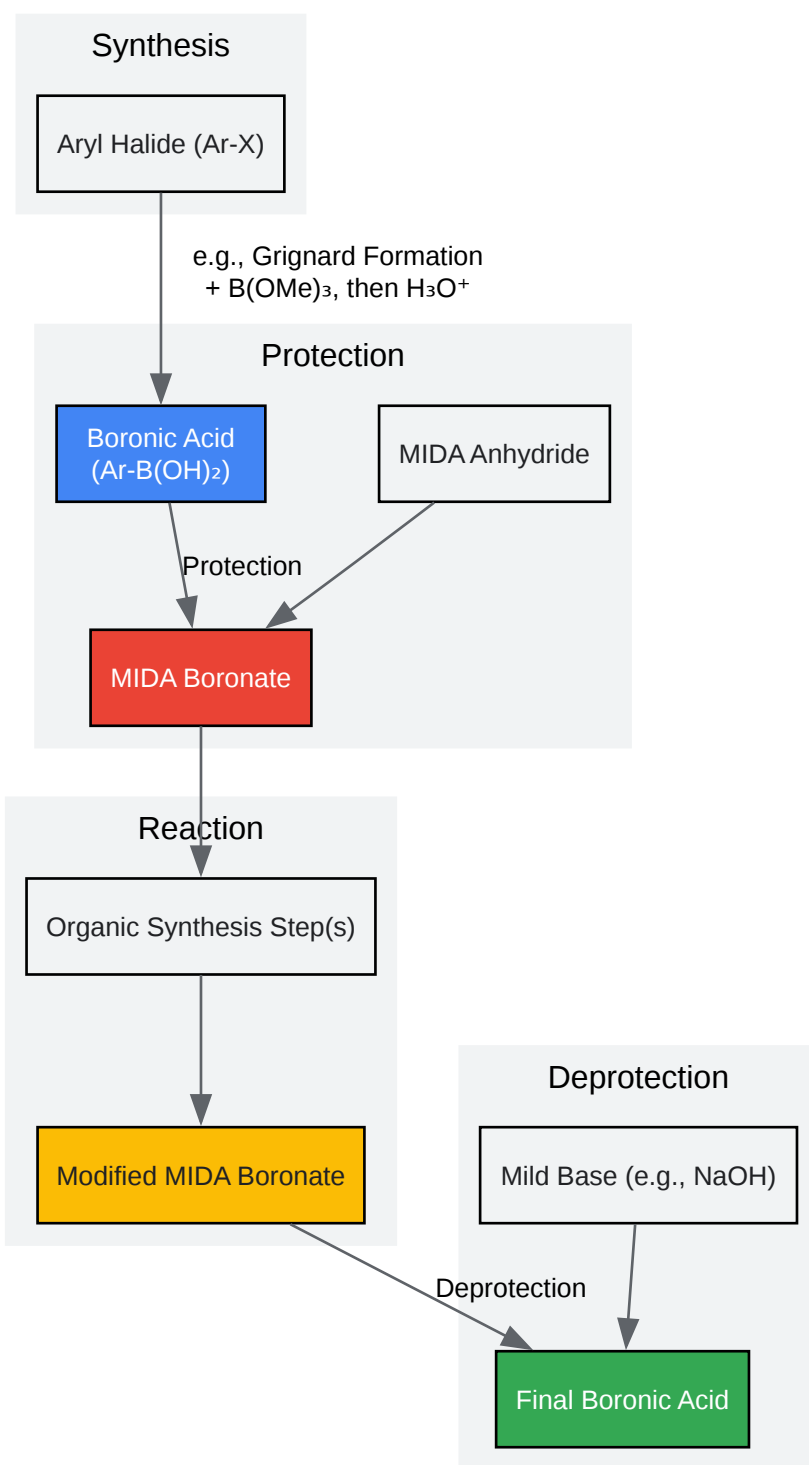 Synthesis
Aryl Halide (Ar-X)
e.g., Grignard Formation
+ B(OMe)₃, then H₃O⁺
Protection
Boronic Acid
(Ar-B(OH)₂)
MIDA Anhydride
Protection
MIDA Boronate
Reaction
Organic Synthesis Step(s)
Deprotection
Modified MIDA Boronate
Mild Base (e.g., NaOH)
Deprotection
Final Boronic Acid